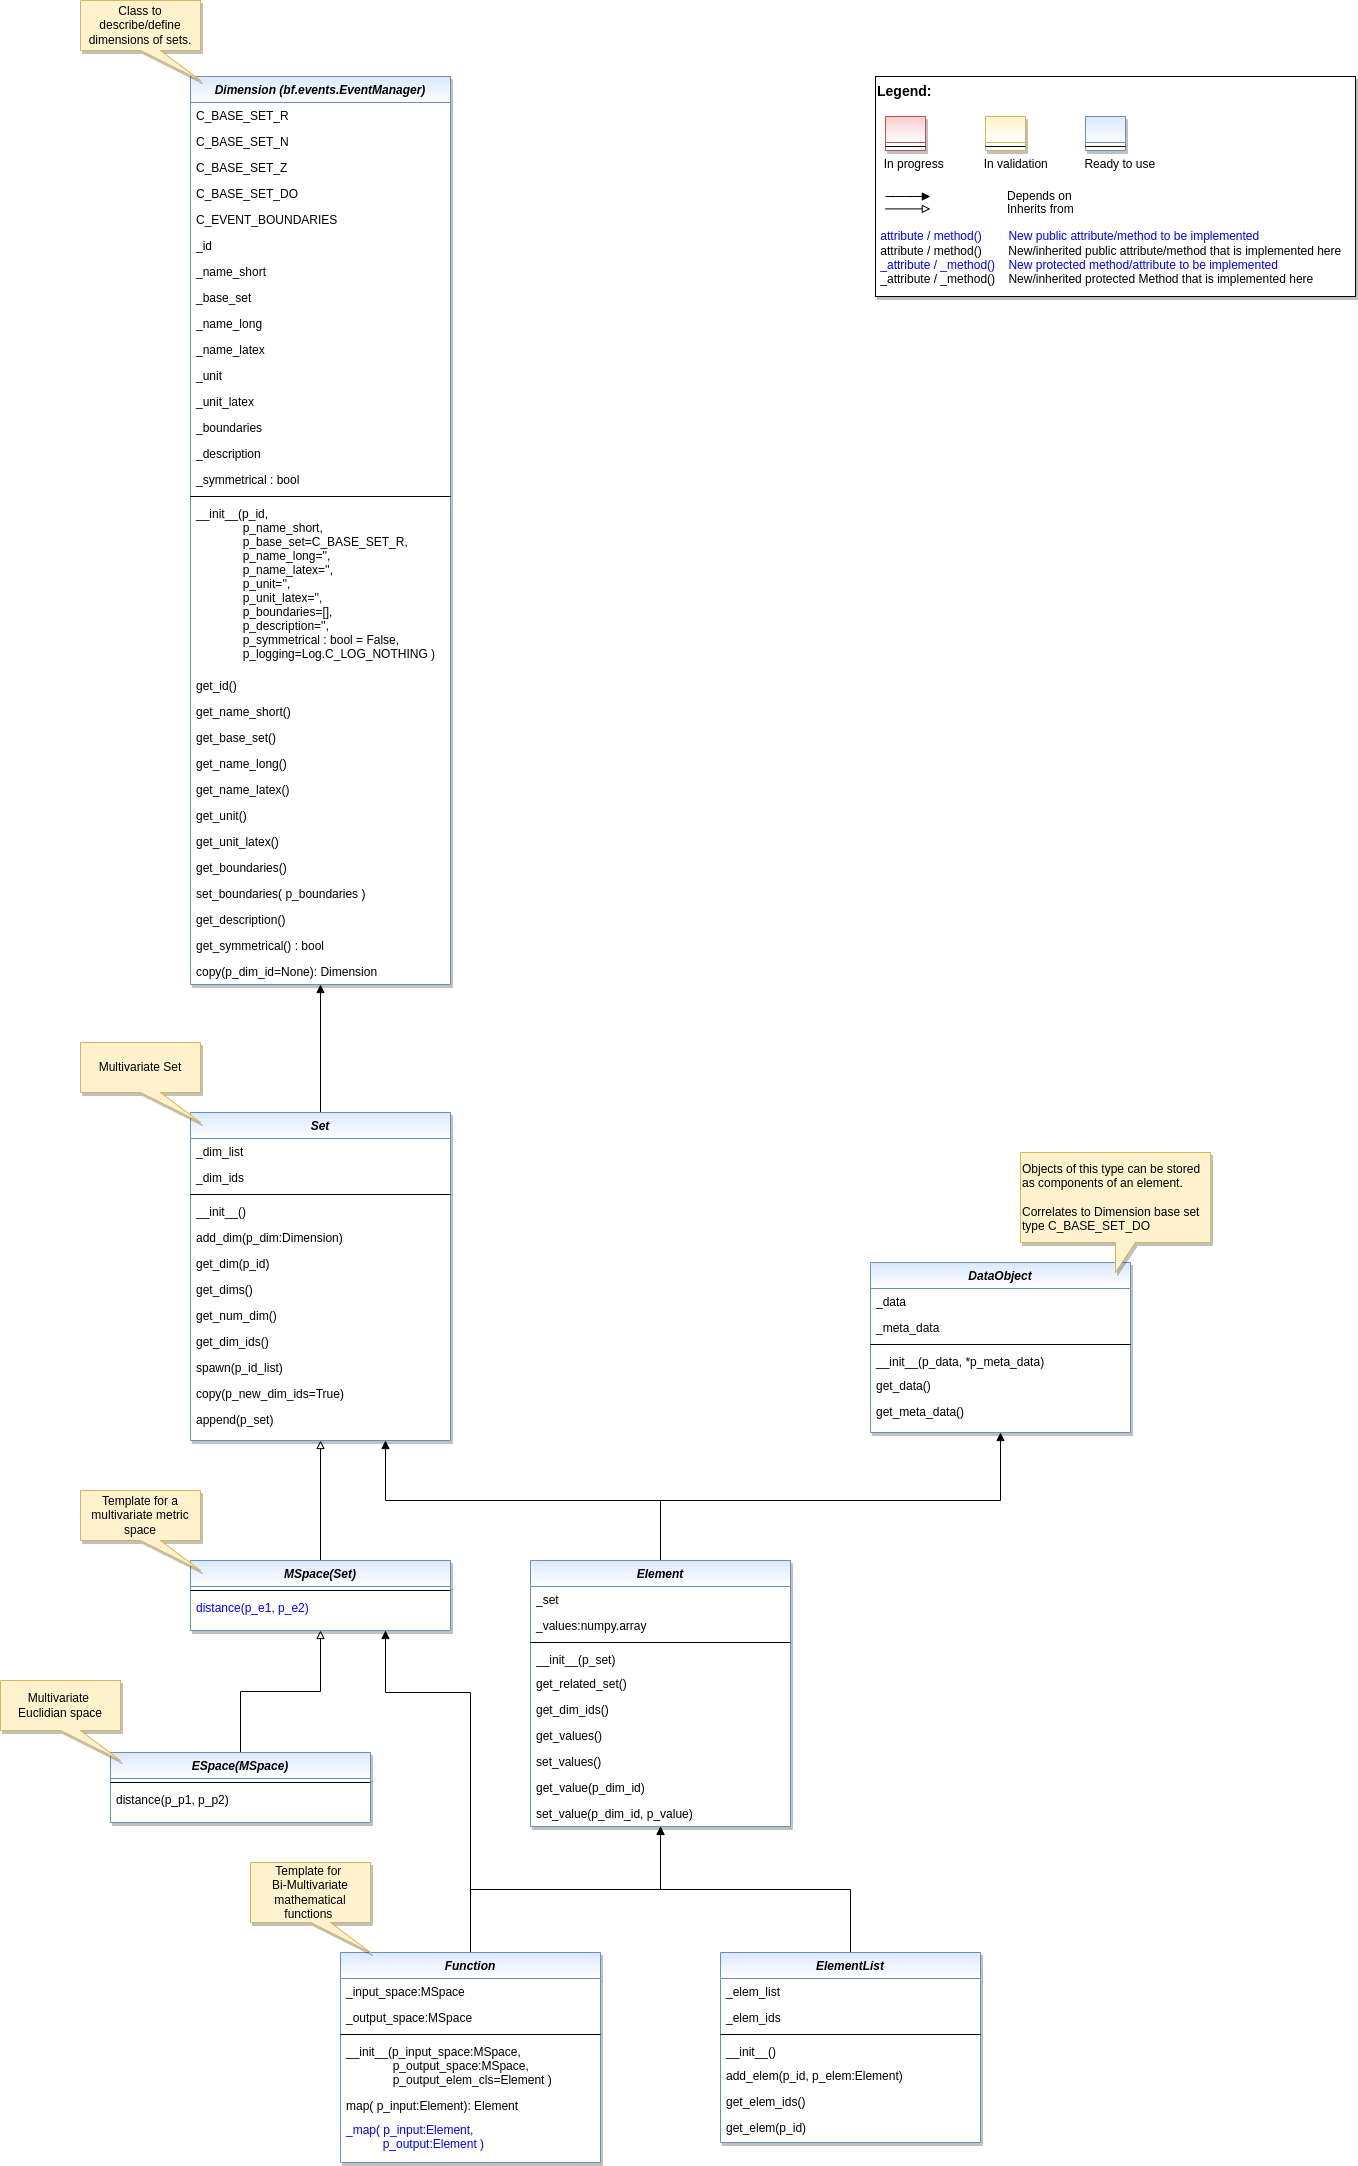 Class to
describe/define
dimensions of sets.
Dimension (bf.events.EventManager)
C_BASE_SET_R
C_BASE_SET_N
C_BASE_SET_Z
C_BASE_SET_DO
C_EVENT_BOUNDARIES
_id
_name_short
_base_set
_name_long
_name_latex
_unit
_unit_latex
_boundaries
_description
_symmetrical : bool
__init__(p_id,
p_name_short,
p_base_set=C_BASE_SET_R,
p_name_long='',
p_name_latex='',
p_unit='',
p_unit_latex='',
p_boundaries=[],
p_description='',
p_symmetrical : bool = False,
p_logging=Log.C_LOG_NOTHING )
get_id()
get_name_short()
get_base_set()
get_name_long()
get_name_latex()
get_unit()
get_unit_latex()
get_boundaries()
set_boundaries( p_boundaries )
get_description()
get_symmetrical() : bool
copy(p_dim_id=None): Dimension
Legend:
In progress
In validation
Ready to use
Depends on
Inherits from
attribute / method() New public attribute/method to be implemented
attribute / method() New/inherited public attribute/method that is implemented here
_attribute / _method() New protected method/attribute to be implemented
_attribute / _method() New/inherited protected Method that is implemented here
Multivariate Set
Set
_dim_list
_dim_ids
__init__()
add_dim(p_dim:Dimension)
get_dim(p_id)
get_dims()
get_num_dim()
get_dim_ids()
spawn(p_id_list)
copy(p_new_dim_ids=True)
append(p_set)
Objects of this type can be stored
as components of an element.
Correlates to Dimension base set
type C_BASE_SET_DO
DataObject
_data
_meta_data
__init__(p_data, *p_meta_data)
get_data()
get_meta_data()
Template for a
multivariate metric
space
MSpace(Set)
distance(p_e1, p_e2)
Element
_set
_values:numpy.array
__init__(p_set)
get_related_set()
get_dim_ids()
get_values()
set_values()
get_value(p_dim_id)
set_value(p_dim_id, p_value)
Multivariate
Euclidian space
ESpace(MSpace)
distance(p_p1, p_p2)
Template for
Bi-Multivariate
mathematical
functions
Function
_input_space:MSpace
_output_space:MSpace
__init__(p_input_space:MSpace,
p_output_space:MSpace,
p_output_elem_cls=Element )
map( p_input:Element): Element
_map( p_input:Element,
p_output:Element )
ElementList
_elem_list
_elem_ids
__init__()
add_elem(p_id, p_elem:Element)
get_elem_ids()
get_elem(p_id)